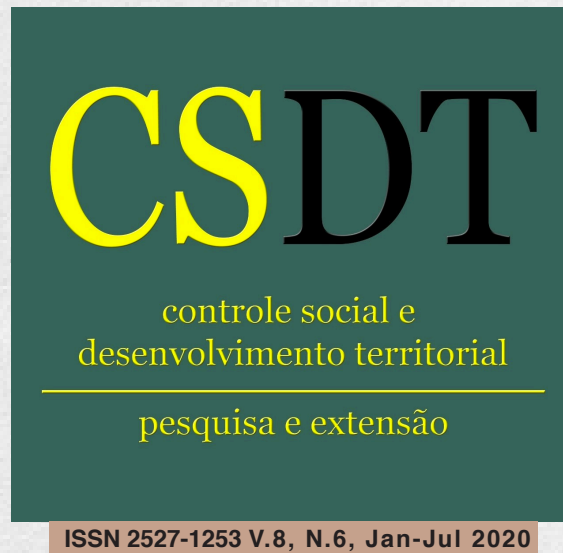 CSDT
controle social e
desenvolvimento territorial
pesquisa e extensão
ISSN 2527-1253 V.8, N.6, Jan-Jul 2020